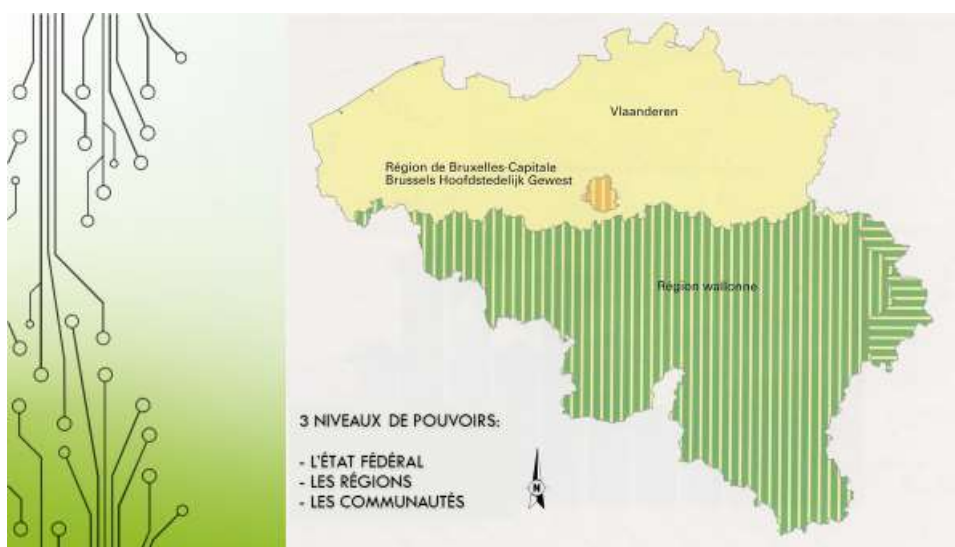 Vlaanderen
Région de Bruxelles-Capitale
Brussels Hoofdstedelijk Gewest
Région wallonne
3 NIVEAUX DE POUVOIRS:
- L'ÉTAT FÉDÉRAL
- LES RÉGIONS
- LES COMMUNAUTÉS
N